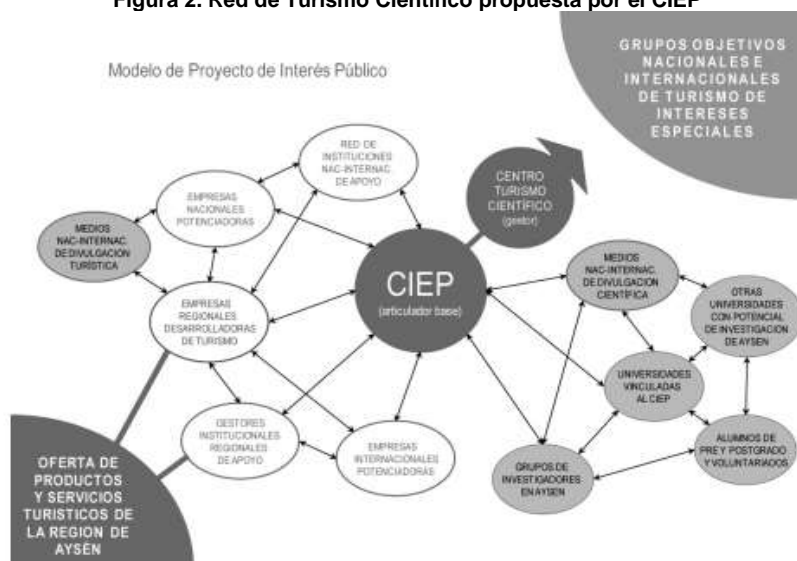 Figura 2. Red de Turismo Científico propuesta por el CIEP
Modelo de Proyecto de Interés Público
GRUPOS OBJETIVOS
NACIONALES E
INTERNACIONALES
DE TURISMO DE
INTERESES
ESPECIALES
RED DE
INSTITUCIONES
NAC-INTERNAC.
DE APOYO
CENTRO
TURISMO
CIENTÍFICO
(gestor)
EMPRESAS
NACIONALES
POTENCIADORAS
MEDIOS
NAC-INTERNAC.
DE DIVULGACIÓN
TURÍSTICA
CIEP
(articulador base)
MEDIOS
NAC-INTERNAC.
DE DIVULGACIÓN
CIENTÍFICA
OTRAS
UNIVERSIDADES
CON POTENCIAL
DE INVESTIGACIÓN
DE AYSEN
EMPRESAS
REGIONALES
DESARROLLADORAS
DE TURISMO
UNIVERSIDADES
VINCULADAS
AL CIEP
GESTORES
INSTITUCIONALES
REGIONALES
DE APOYO
EMPRESAS
INTERNACIONALES
POTENCIADORAS
GRUPOS DE
INVESTIGADORES
EN AYSEN
ALUMNOS DE
PRE Y POSTGRADO
Y VOLUNTARIADOS
OFERTA DE
PRODUCTOS
Y SERVICIOS
TURISTICOS DE
LA REGION DE
AYSÉN